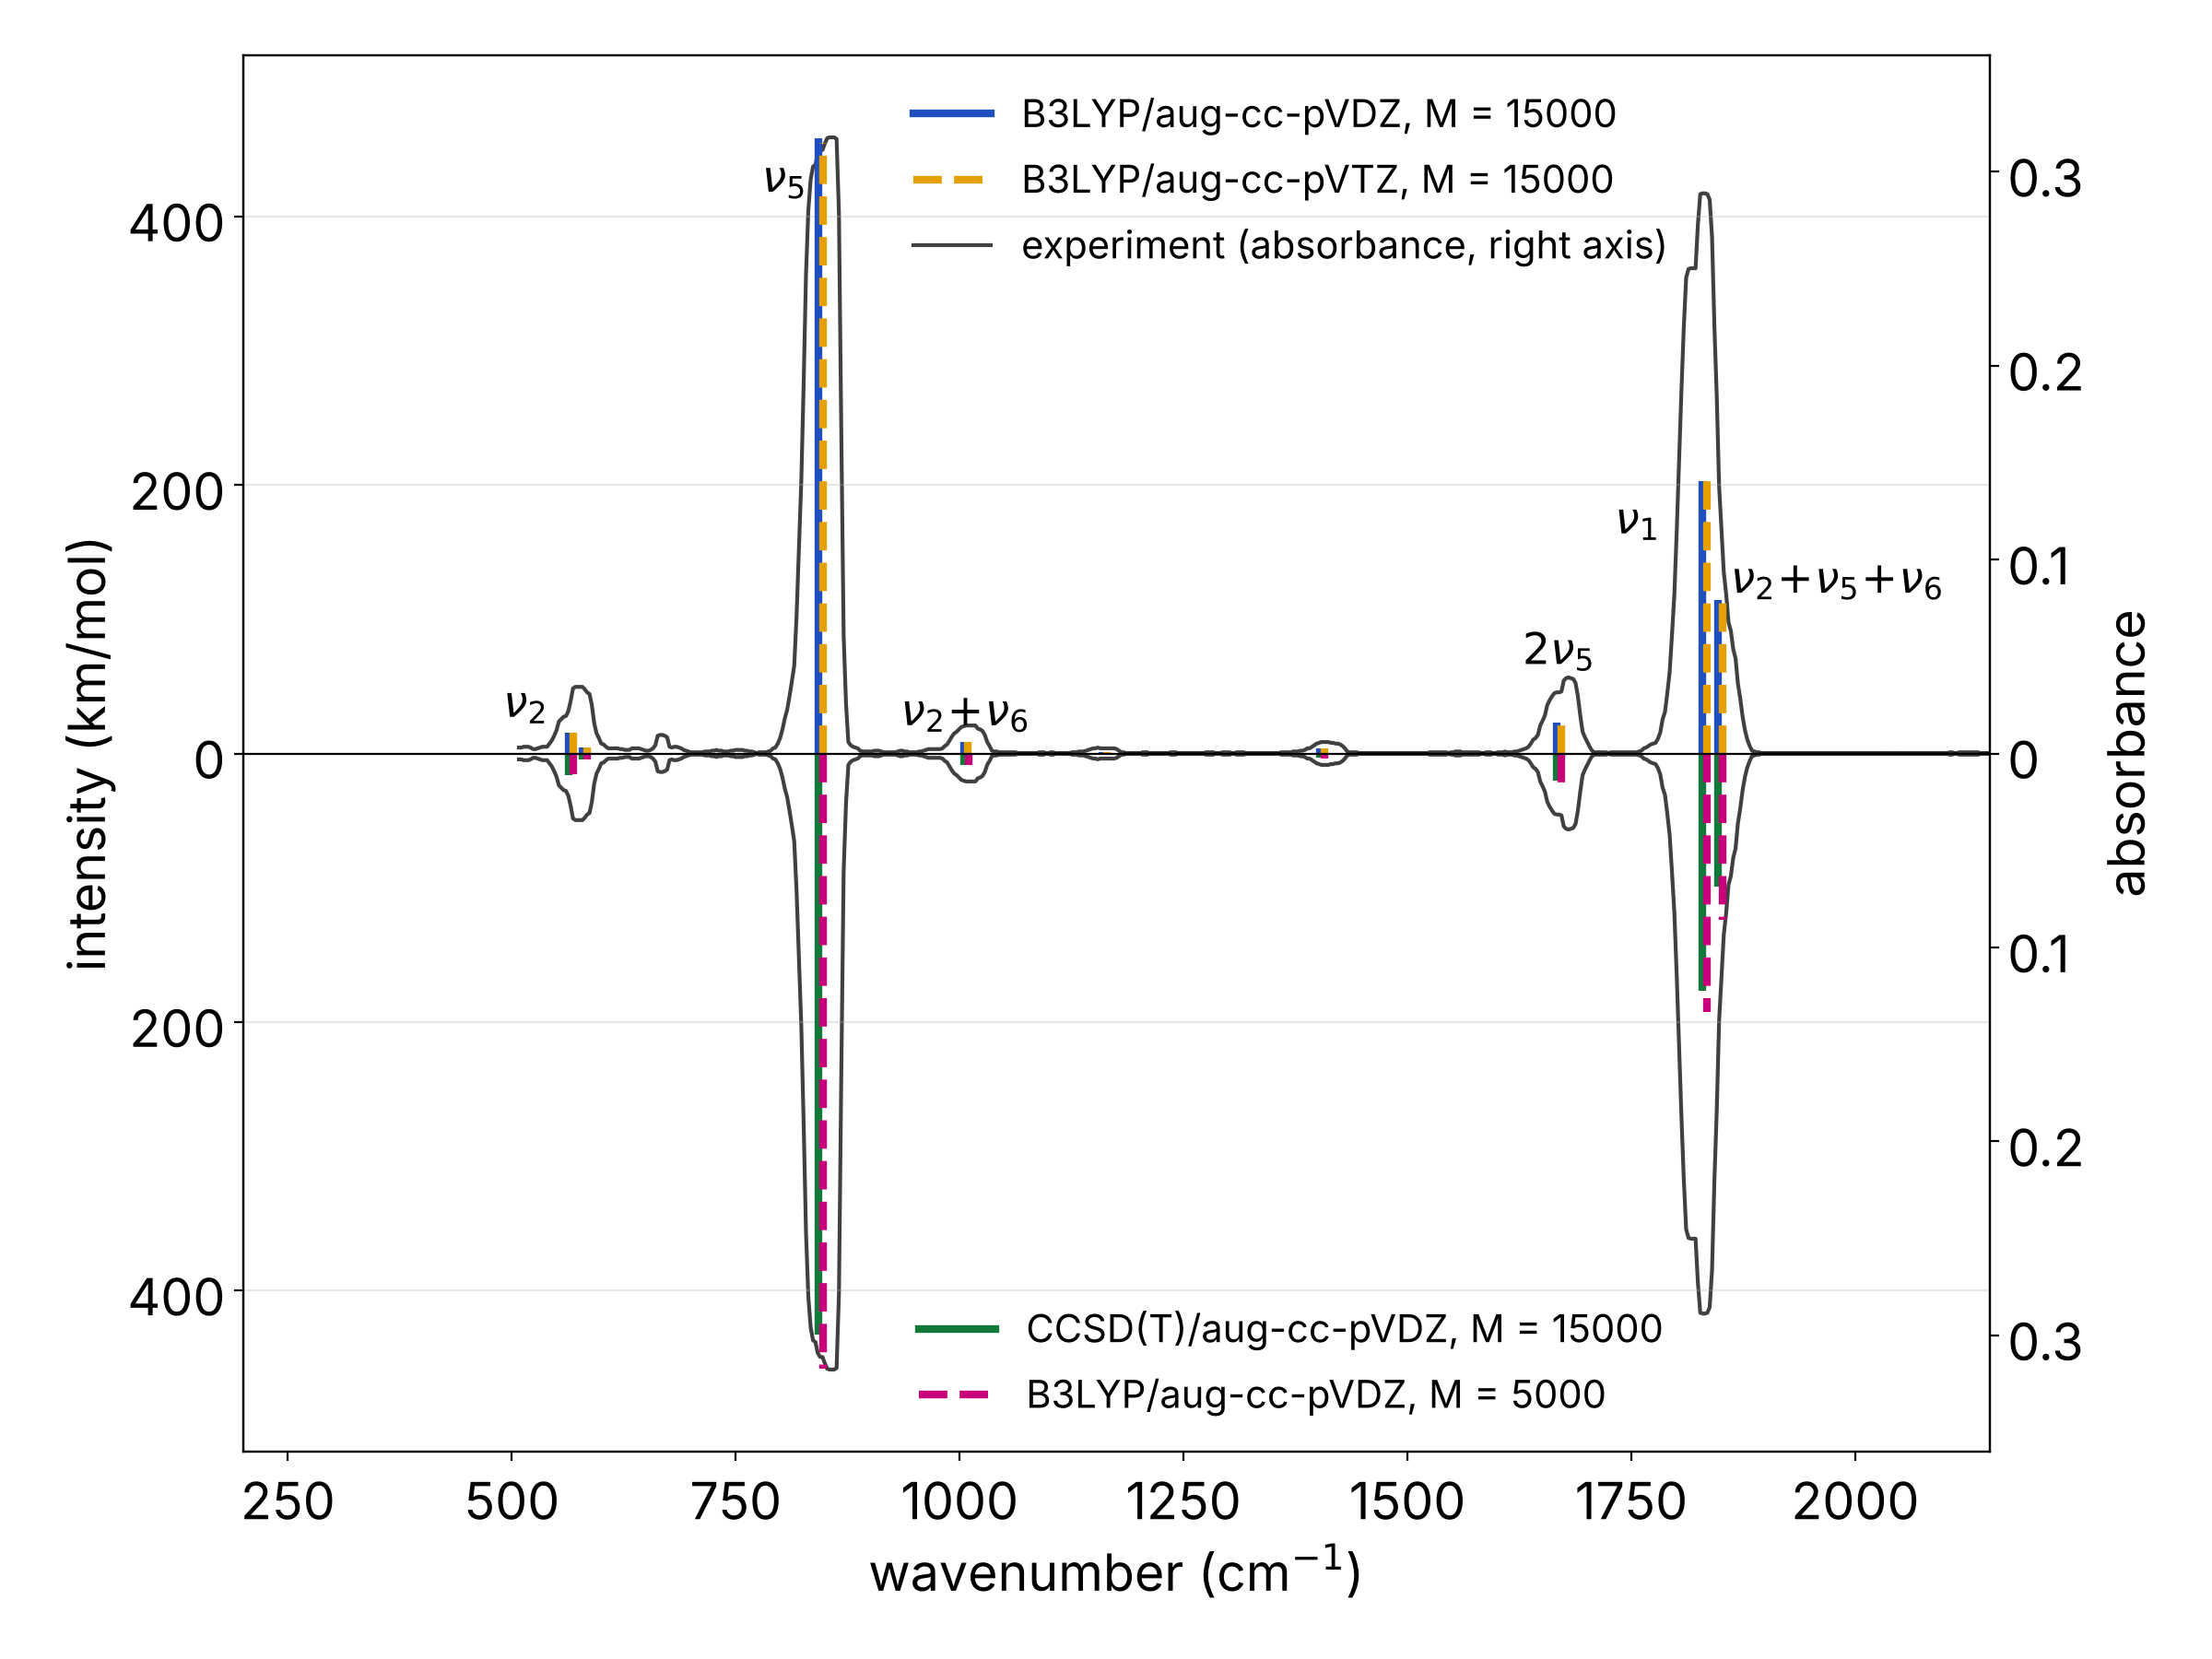 B3LYP/aug-cc-pVDZ, M = 15000
B3LYP/aug-cc-pVTZ, M = 15000
experiment (absorbance, right axis)
ν5
ν1
ν2+ν5+ν6
2ν5
ν2
ν2+ν6
CCSD(T)/aug-cc-pVDZ, M = 15000
B3LYP/aug-cc-pVDZ, M = 5000
400
200
0
200
400
intensity (km/mol)
0.3
0.2
0.1
0
0.1
0.2
0.3
absorbance
250 500 750 1000 1250 1500 1750 2000
wavenumber (cm⁻¹)